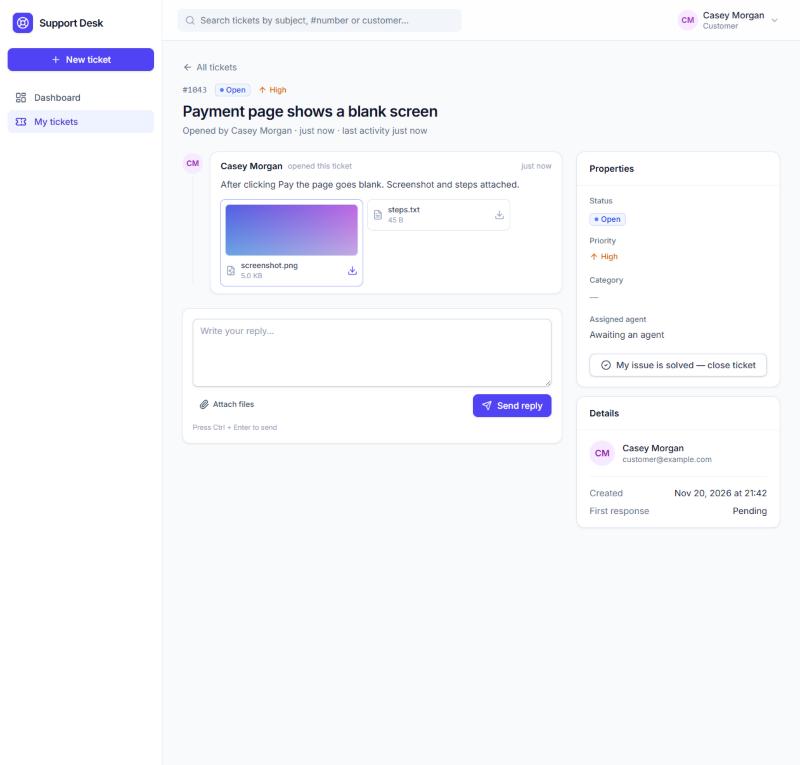 Support Desk
Search tickets by subject, #number or customer...
CM
Casey Morgan
Customer
New ticket
Dashboard
My tickets
All tickets
#1043 Open High
Payment page shows a blank screen
Opened by Casey Morgan · just now · last activity just now
CM
Casey Morgan opened this ticket just now
After clicking Pay the page goes blank. Screenshot and steps attached.
screenshot.png
5.0 KB
steps.txt
45 B
Write your reply...
Attach files
Send reply
Press Ctrl + Enter to send
Properties
Status
Open
Priority
High
Category
—
Assigned agent
Awaiting an agent
My issue is solved — close ticket
Details
CM
Casey Morgan
customer@example.com
Created Nov 20, 2026 at 21:42
First response Pending